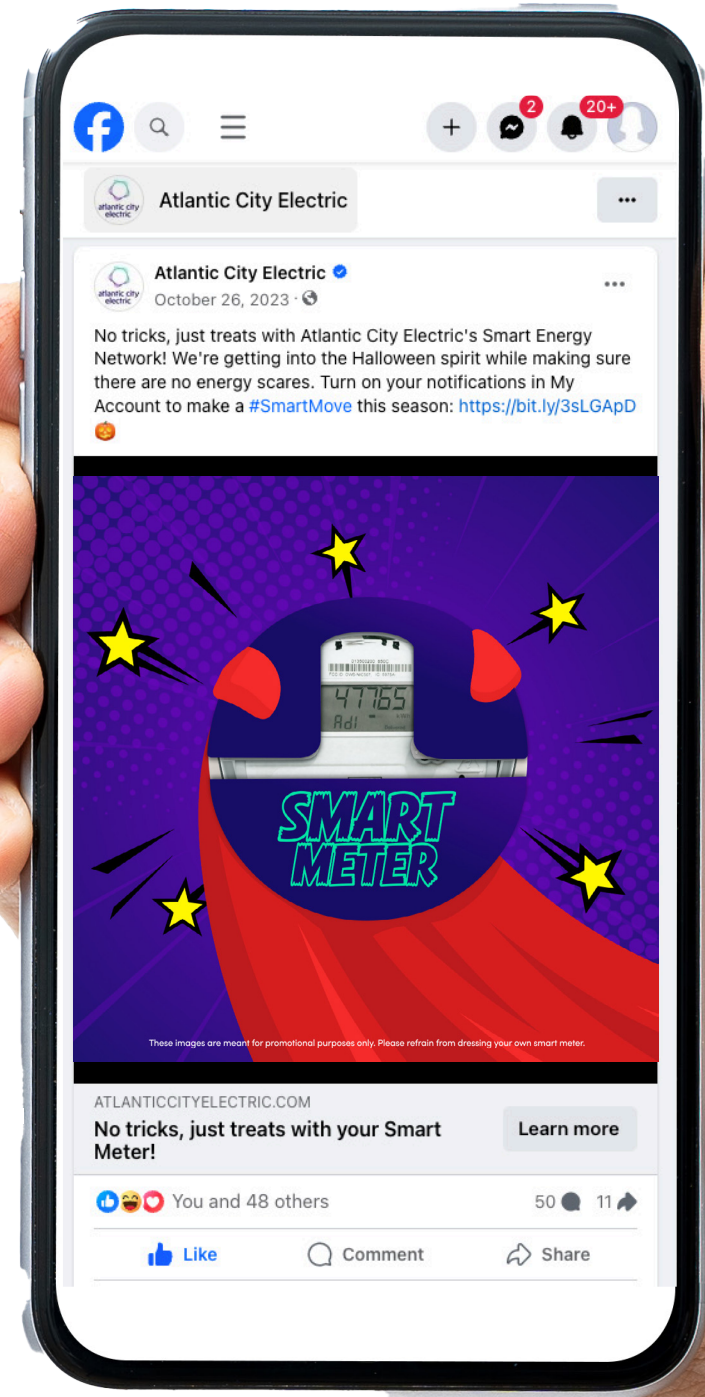 2
20+
atlantic city
electric
Atlantic City Electric
atlantic city
electric
Atlantic City Electric
October 26, 2023 ·
No tricks, just treats with Atlantic City Electric's Smart Energy
Network! We're getting into the Halloween spirit while making sure
there are no energy scares. Turn on your notifications in My
Account to make a #SmartMove this season: https://bit.ly/3sLGApD
47765
SMART
METER
These images are meant for promotional purposes only. Please refrain from dressing your own smart meter.
ATLANTICCITYELECTRIC.COM
No tricks, just treats with your Smart
Meter!
Learn more
You and 48 others
50
11
Like
Comment
Share